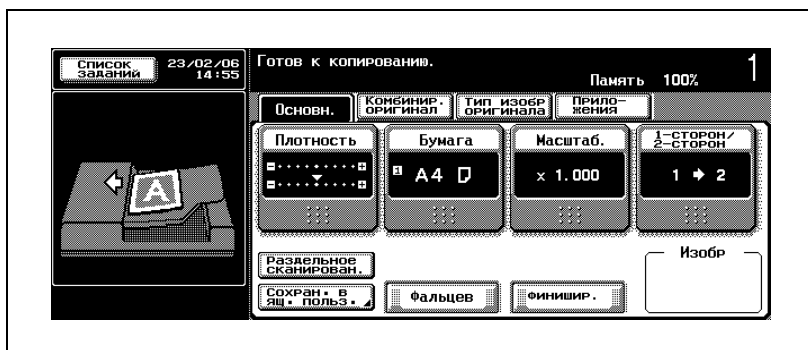 Список
заданий
23/02/06
14:55
Готов к копированию.
Память 100%
1
Основн.
Комбинир.
оригинал
Тип изобр
оригинала
Прило-
жения
Плотность
Бумага
Масштаб.
1-сторон/
2-сторон
1 A4
× 1.000
1 → 2
A
Раздельное
сканирован.
Изобр
Сохран. в
ящ. польз.
Фальцев
Финишир.